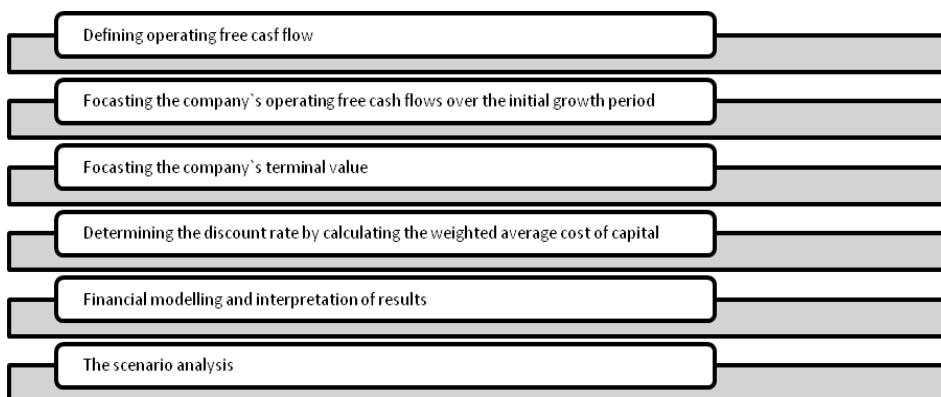 Defining operating free casf flow
Focasting the company`s operating free cash flows over the initial growth period
Focasting the company`s terminal value
Determining the discount rate by calculating the weighted average cost of capital
Financial modelling and interpretation of results
The scenario analysis